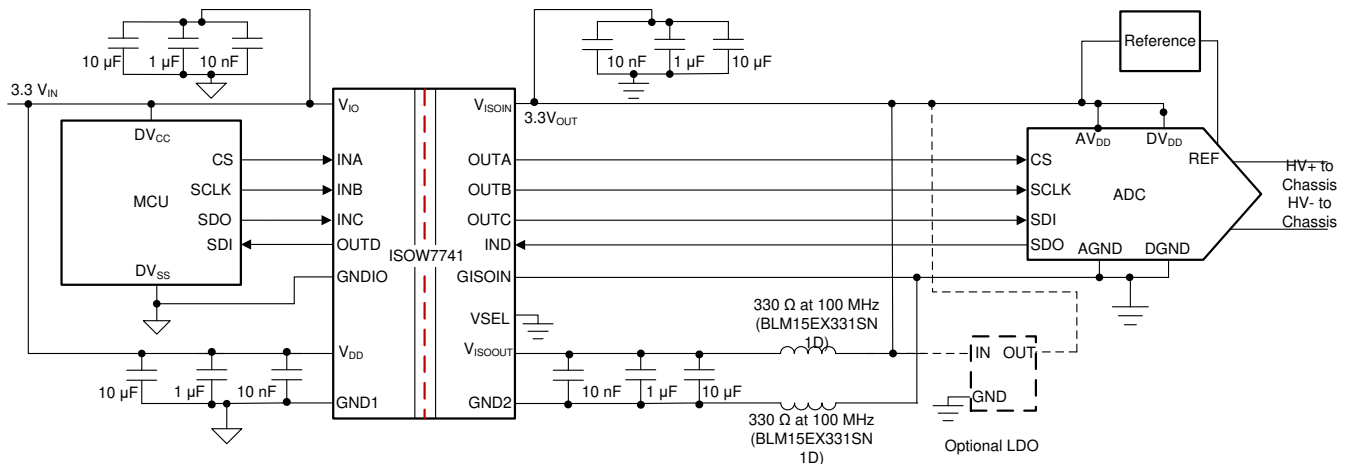 10 µF
1 µF
10 nF
10 nF
1 µF
10 µF
Reference
3.3 VIN
VIO
VISOIN
3.3VOUT
DVCC
AVDD
DVDD
REF
CS
INA
OUTA
CS
HV+ to
Chassis
HV- to
Chassis
MCU
SCLK
INB
OUTB
SCLK
ADC
SDO
INC
OUTC
SDI
SDI
OUTD
ISOW7741
IND
SDO
DVSS
GNDIO
GISOIN
AGND
DGND
330 Ω at 100 MHz
(BLM15EX331SN
1D)
VSEL
VDD
VISOOUT
IN
OUT
10 µF
1 µF
10 nF
10 nF
1 µF
10 µF
GND1
GND2
GND
330 Ω at 100 MHz
(BLM15EX331SN
1D)
Optional LDO